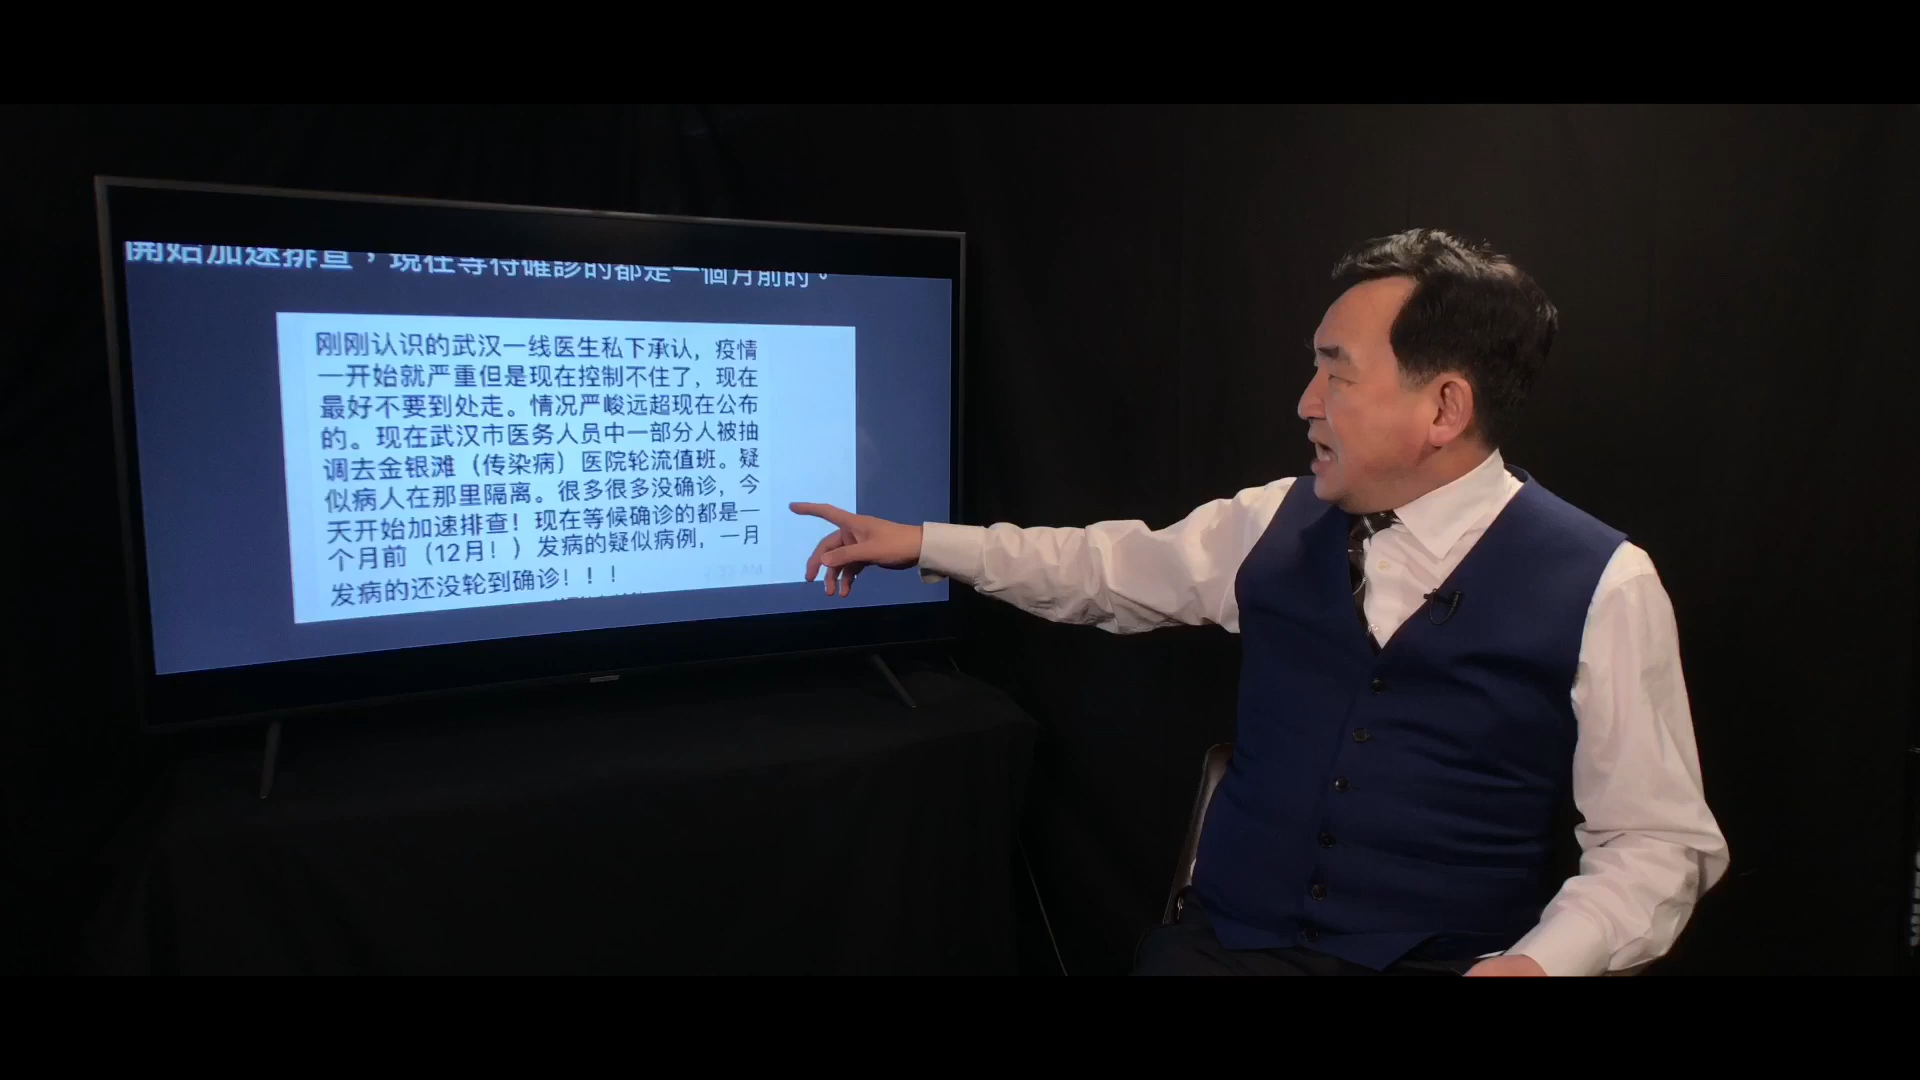 開始加速排查，現在等待確診的都是一個月前的。
刚刚认识的武汉一线医生私下承认，疫情
一开始就严重但是现在控制不住了，现在
最好不要到处走。情况严峻远超现在公布
的。现在武汉市医务人员中一部分人被抽
调去金银滩（传染病）医院轮流值班。疑
似病人在那里隔离。很多很多没确诊，今
天开始加速排查！现在等候确诊的都是一
个月前（12月！）发病的疑似病例，一月
发病的还没轮到确诊！！！